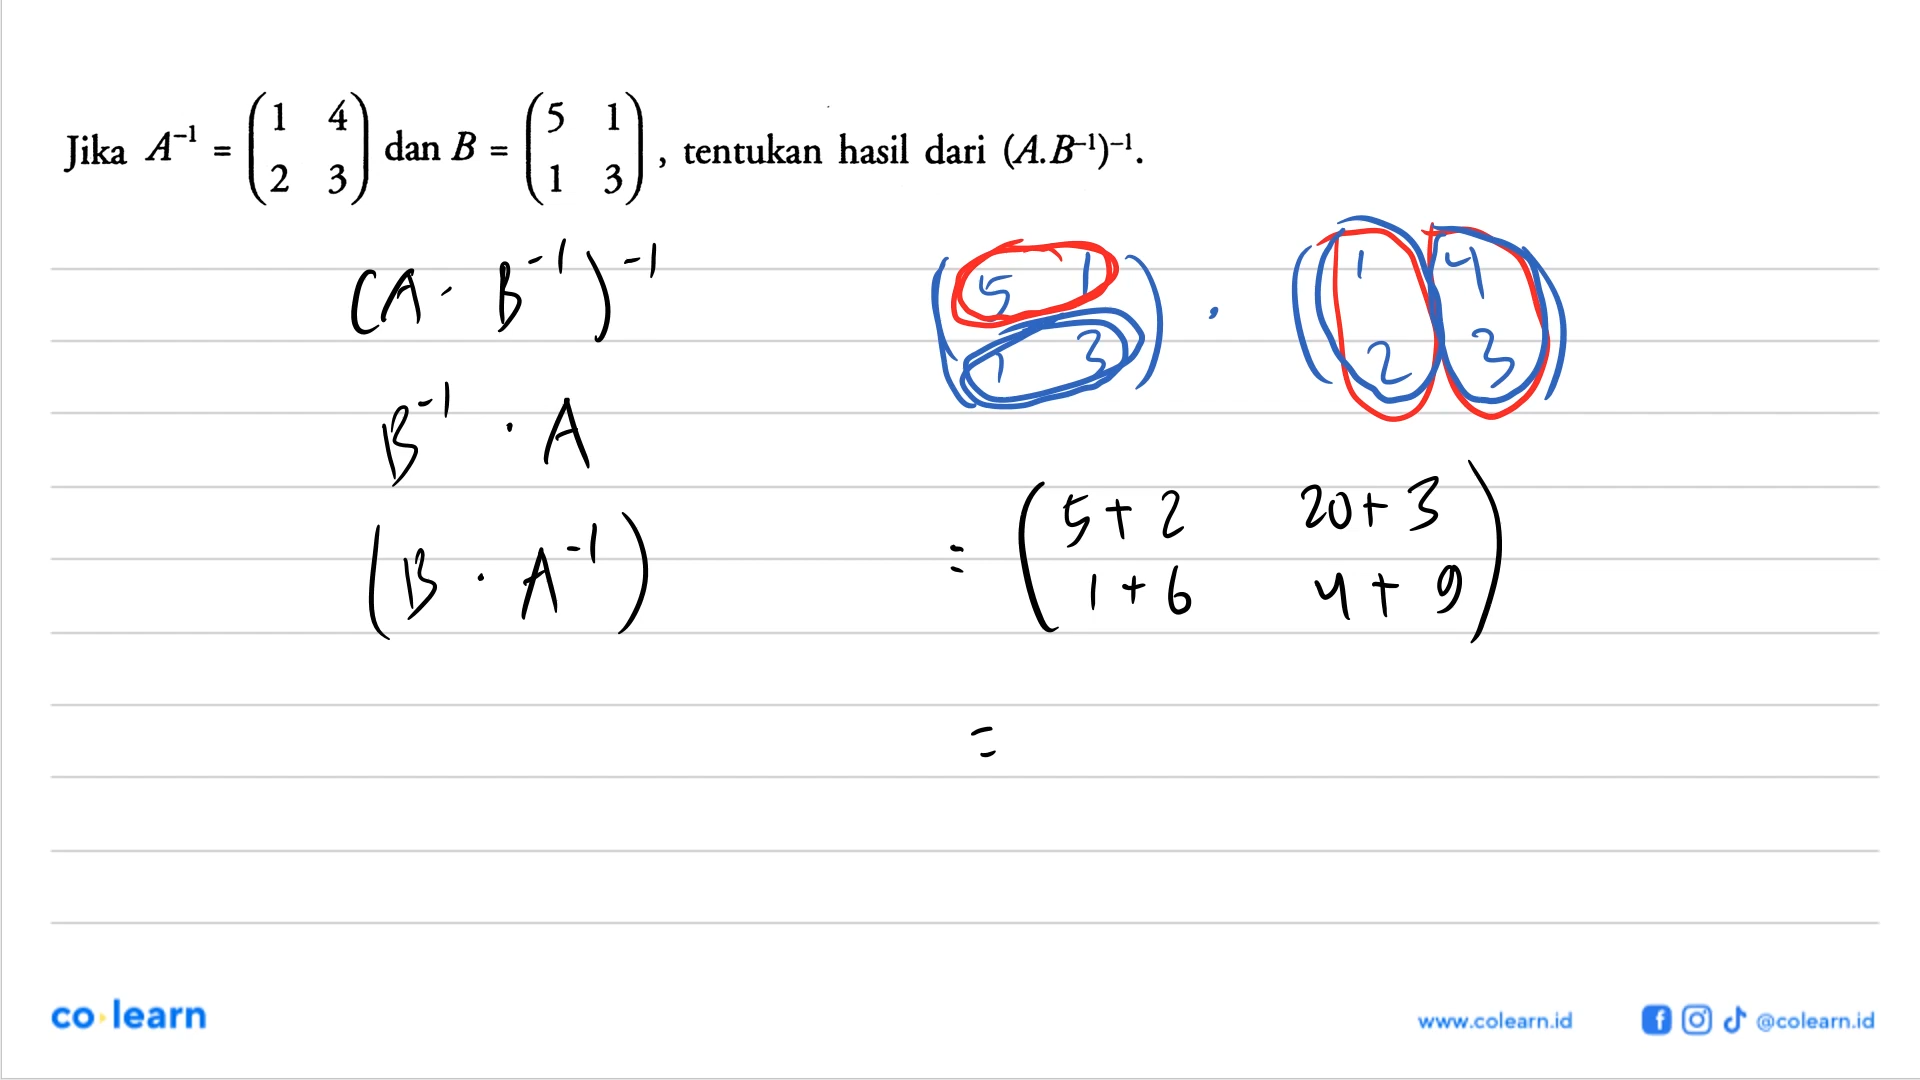 Jika A⁻¹ = (1 4
2 3) dan B = (5 1
1 3), tentukan hasil dari (A.B⁻¹)⁻¹.
(A · B⁻¹)⁻¹
B⁻¹ · A
(B · A⁻¹)
(5 1
1 3) · (1 4
2 3)
= (5 + 2 20 + 3
1 + 6 4 + 9)
=
co learn
www.colearn.id
@colearn.id